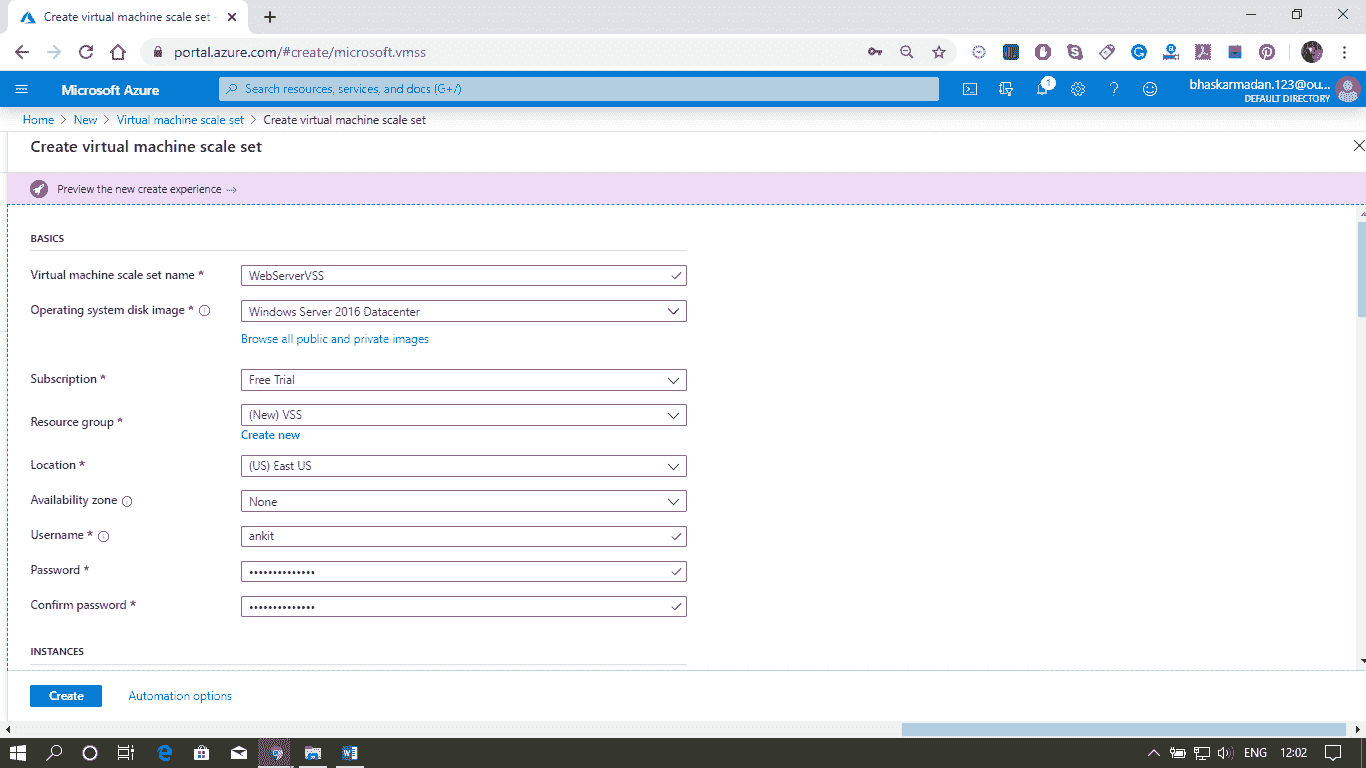 Create virtual machine scale set -
portal.azure.com/#create/microsoft.vmss
Microsoft Azure
Search resources, services, and docs (G+/)
1
bhaskarmadan.123@ou...
DEFAULT DIRECTORY
Home > New > Virtual machine scale set > Create virtual machine scale set
Create virtual machine scale set
Preview the new create experience →
BASICS
Virtual machine scale set name * WebServerVSS
Operating system disk image * Windows Server 2016 Datacenter
Browse all public and private images
Subscription * Free Trial
Resource group * (New) VSS
Create new
Location * (US) East US
Availability zone None
Username * ankit
Password * ••••••••••••••
Confirm password * ••••••••••••••
INSTANCES
Create Automation options
ENG 12:02